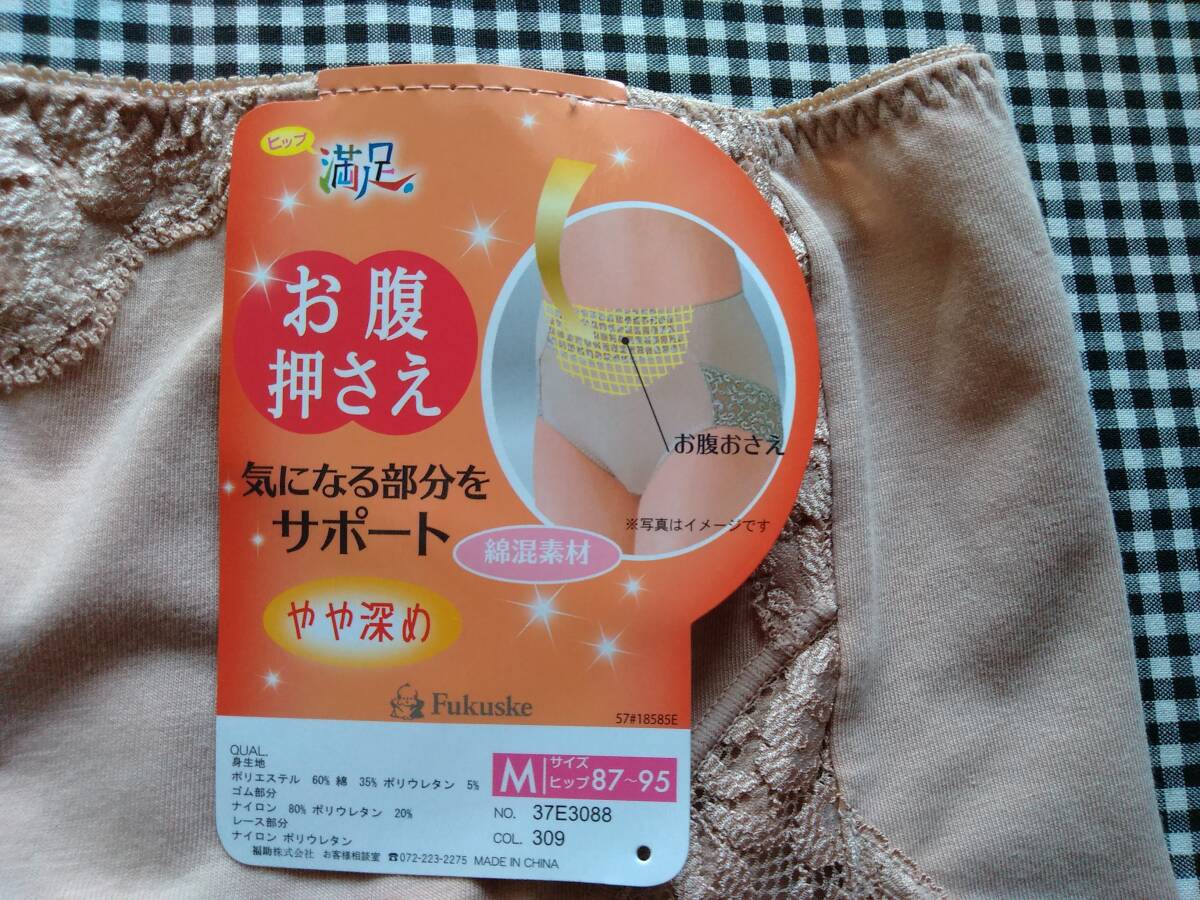 ヒップ
満足
お腹
押さえ
お腹おさえ
気になる部分を
サポート
※写真はイメージです
綿混素材
やや深め
Fukuske
57#18585E
QUAL.
身生地
ポリエステル 60% 綿 35% ポリウレタン 5%
ゴム部分
ナイロン 80% ポリウレタン 20%
レース部分
ナイロン ポリウレタン
M サイズ
ヒップ87~95
NO. 37E3088
COL. 309
福助株式会社 お客様相談室 ☎072-223-2275 MADE IN CHINA